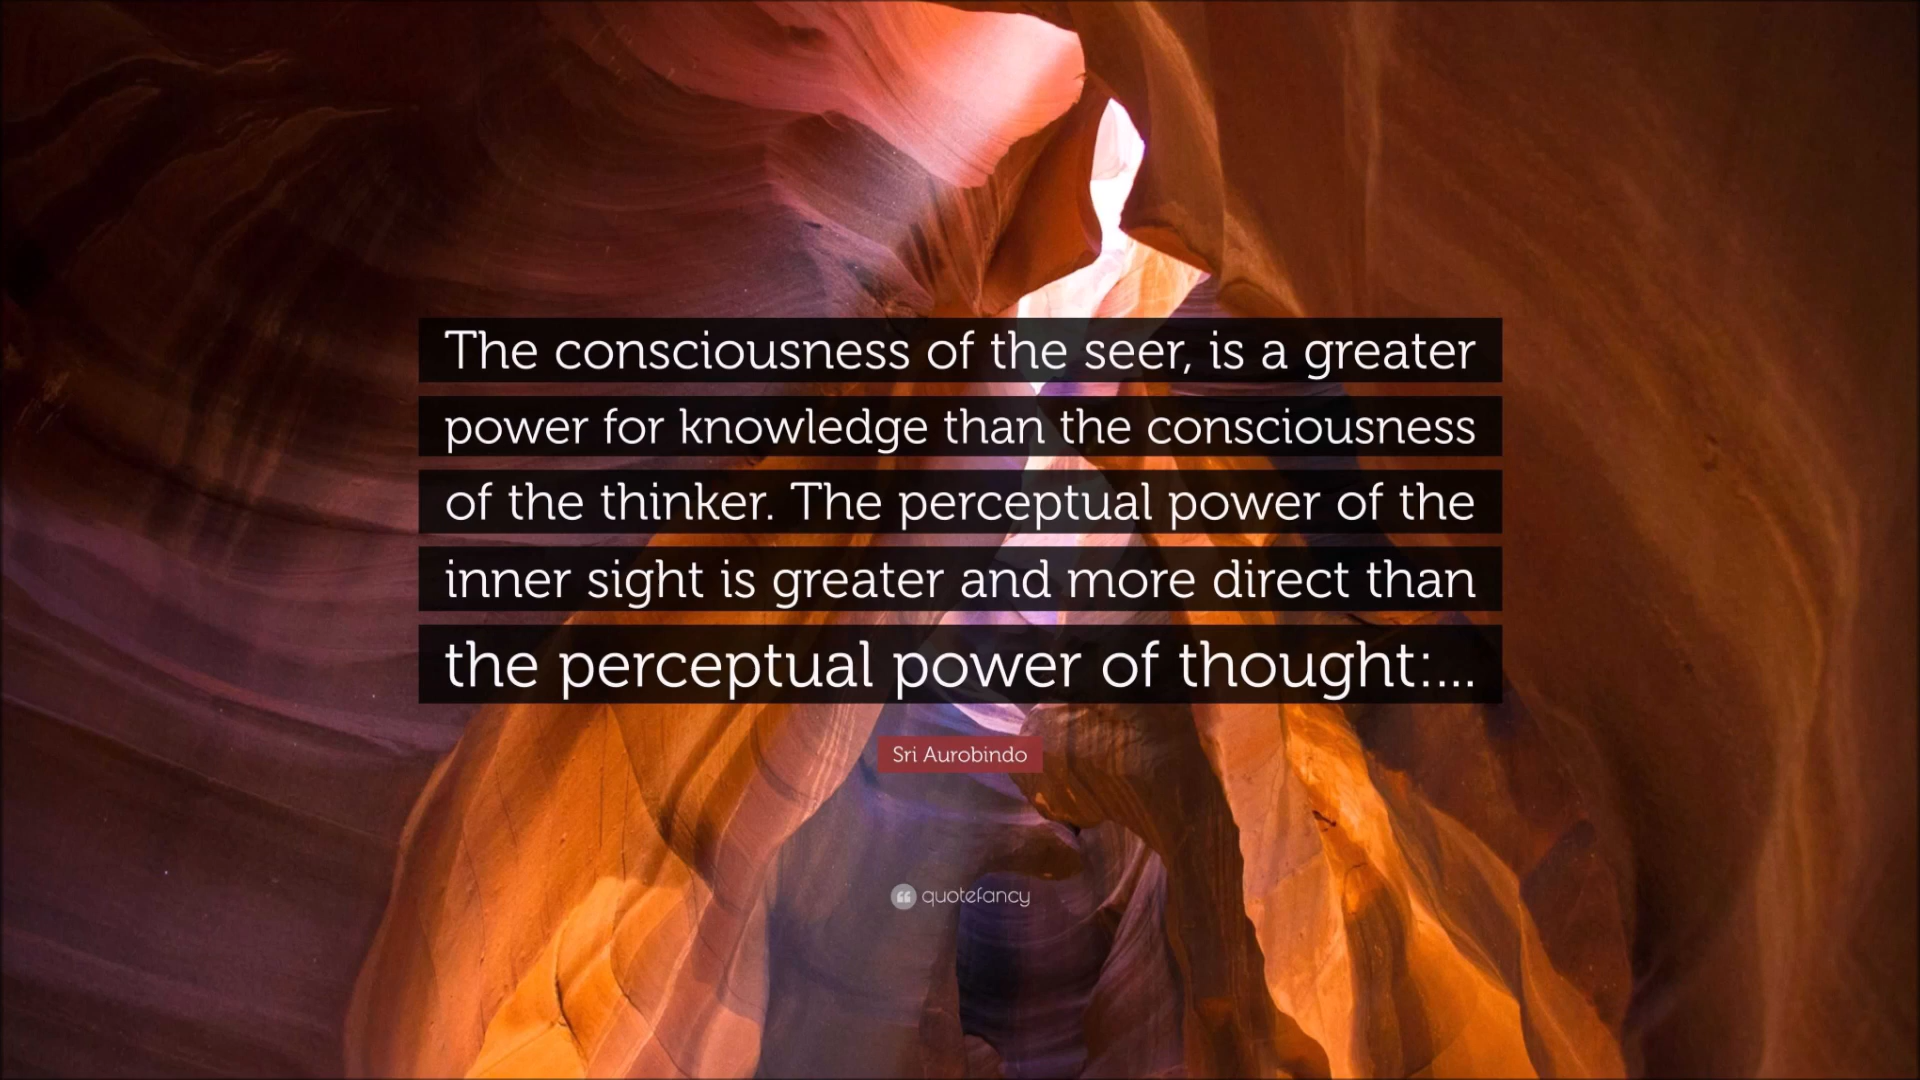 The consciousness of the seer, is a greater
power for knowledge than the consciousness
of the thinker. The perceptual power of the
inner sight is greater and more direct than
the perceptual power of thought:...
Sri Aurobindo
quotefancy